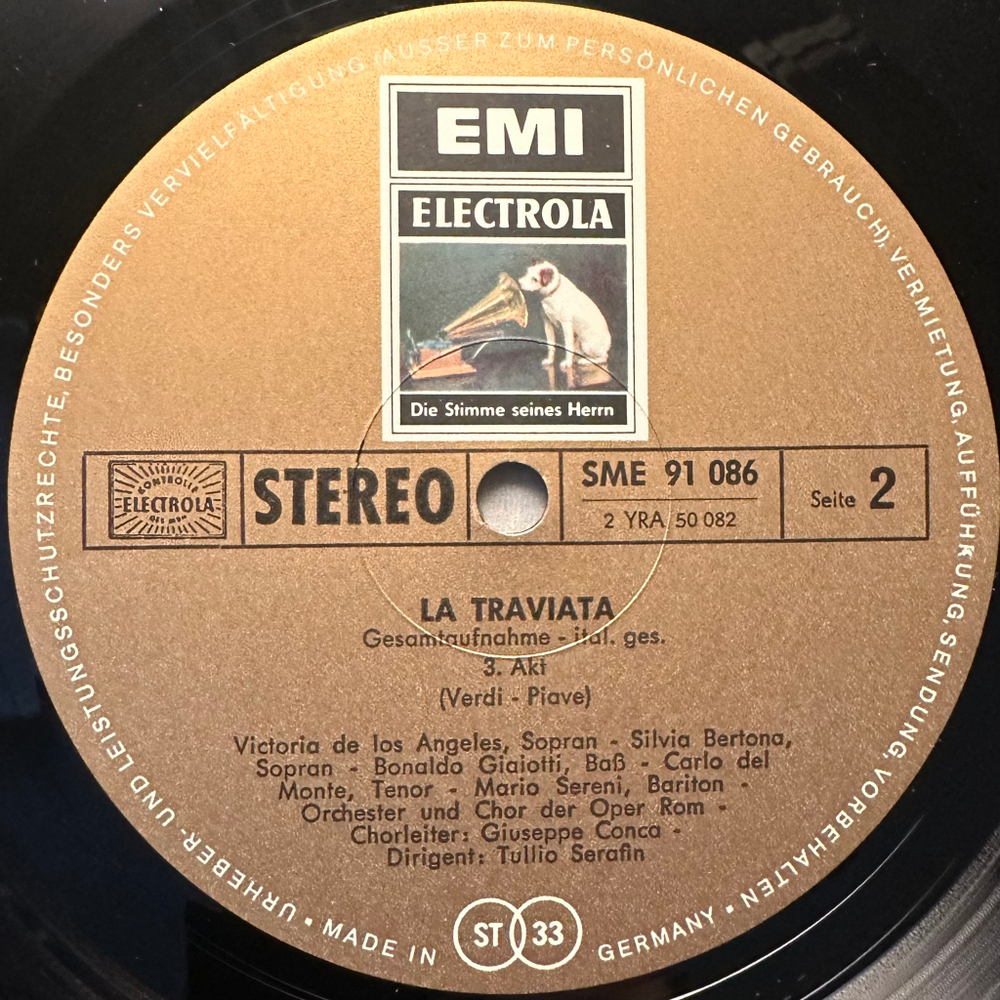 URHEBER- UND LEISTUNGSSCHUTZRECHTE, BESONDERS VERVIELFÄLTIGUNG (AUSSER ZUM PERSÖNLICHEN GEBRAUCH), VERMIETUNG, AUFFÜHRUNG, SENDUNG, VORBEHALTEN
EMI
ELECTROLA
Die Stimme seines Herrn
KONTROLLE
ELECTROLA
STEREO
SME 91 086
2 YRA 50 082
Seite 2
LA TRAVIATA
Gesamtaufnahme - ital. ges.
3. Akt
(Verdi - Piave)
Victoria de los Angeles, Sopran - Silvia Bertona,
Sopran - Bonaldo Giaiotti, Baß - Carlo del
Monte, Tenor - Mario Sereni, Bariton -
Orchester und Chor der Oper Rom -
Chorleiter: Giuseppe Conca -
Dirigent: Tullio Serafin
MADE IN ST 33 GERMANY